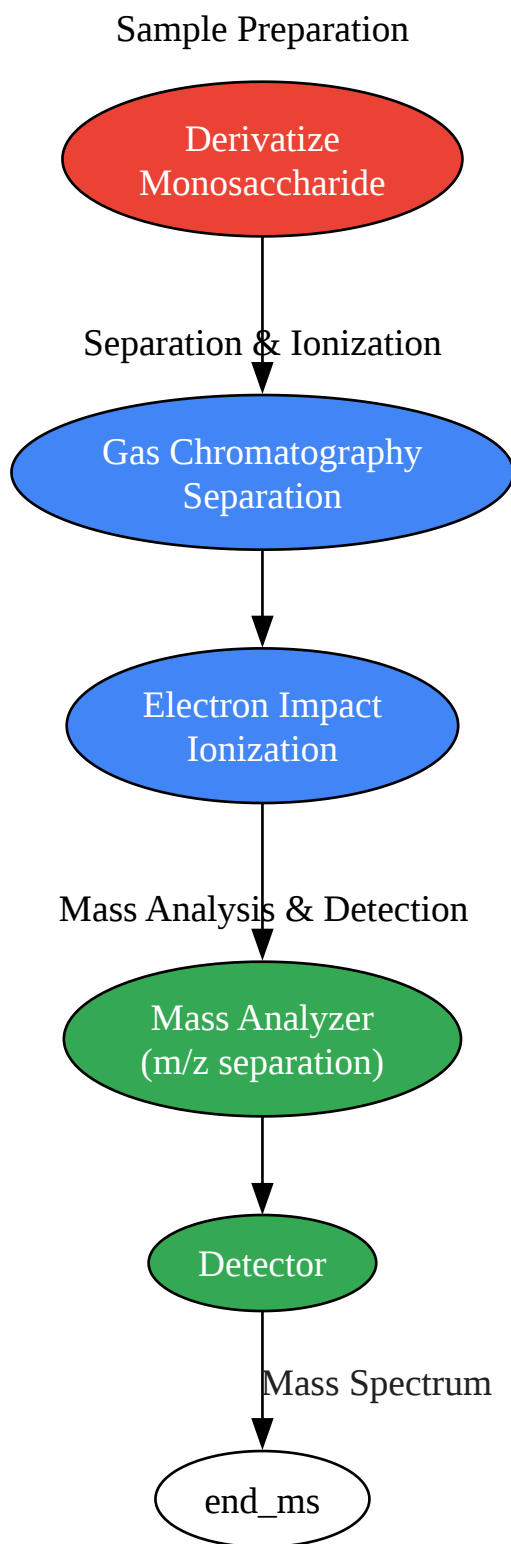 Sample Preparation
Derivatize
Monosaccharide
Separation & Ionization
Gas Chromatography
Separation
Electron Impact
Ionization
Mass Analysis & Detection
Mass Analyzer
(m/z separation)
Detector
Mass Spectrum
end_ms